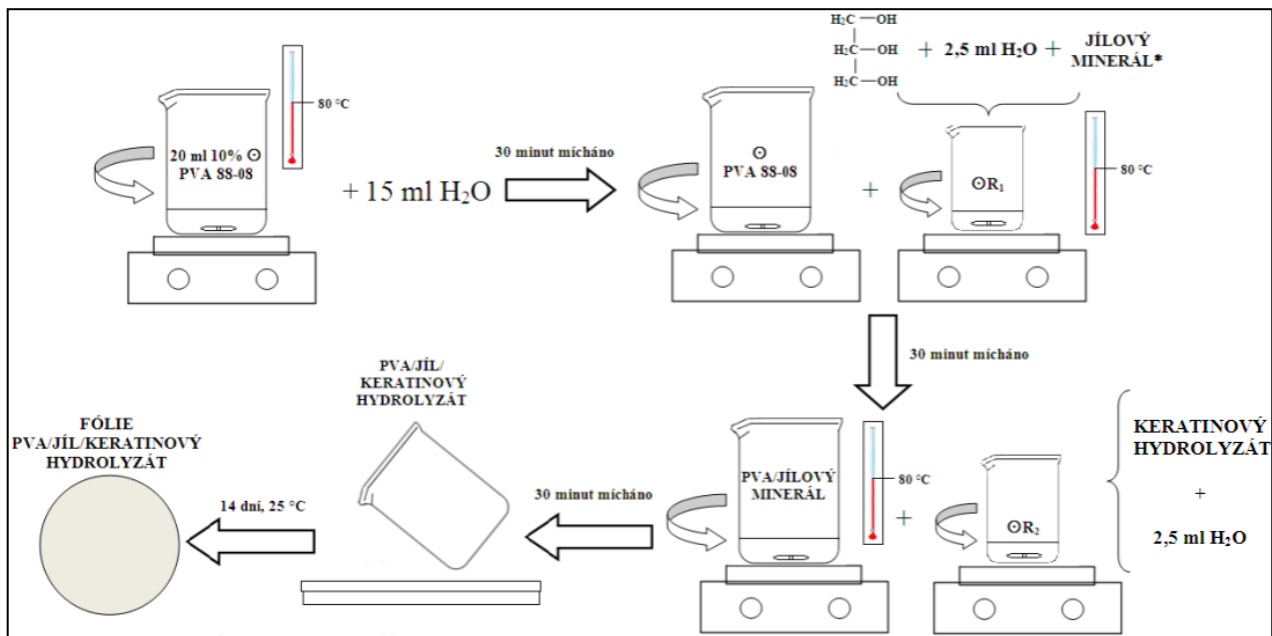 20 ml 10% ⊙
PVA 88-08
80 °C
+ 15 ml H₂O
30 minut mícháno
⊙
PVA 88-08
+
H₂C—OH
H₂C—OH
H₂C—OH
+ 2,5 ml H₂O +
JÍLOVÝ
MINERÁL*
⊙R₁
80 °C
30 minut mícháno
PVA/JÍLOVÝ
MINERÁL
80 °C
+
⊙R₂
KERATINOVÝ
HYDROLYZÁT
+
2,5 ml H₂O
30 minut mícháno
PVA/JÍL/
KERATINOVÝ
HYDROLYZÁT
14 dní, 25 °C
FÓLIE
PVA/JÍL/KERATINOVÝ
HYDROLYZÁT